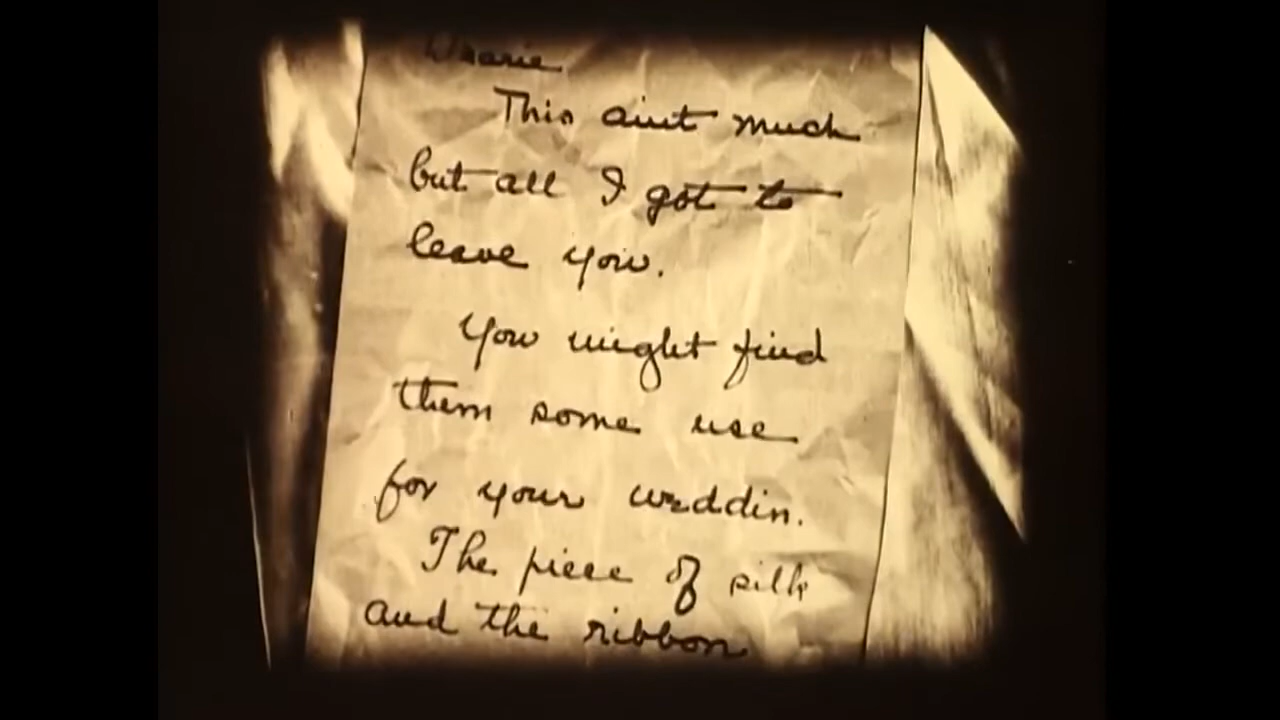 This aint much
but all I got to
leave you.
You might find
them some use
for your weddin.
The piece of silk
and the ribbon